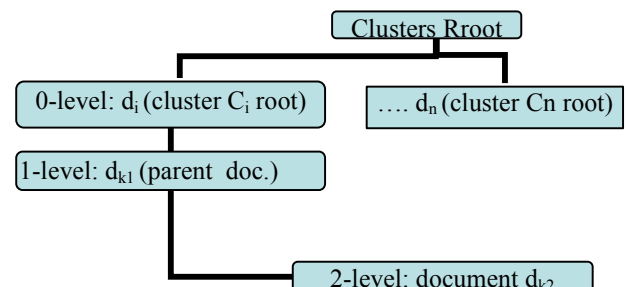 Clusters Rroot
0-level: di (cluster Ci root)
…. dn (cluster Cn root)
1-level: dk1 (parent doc.)
2-level: document dk2